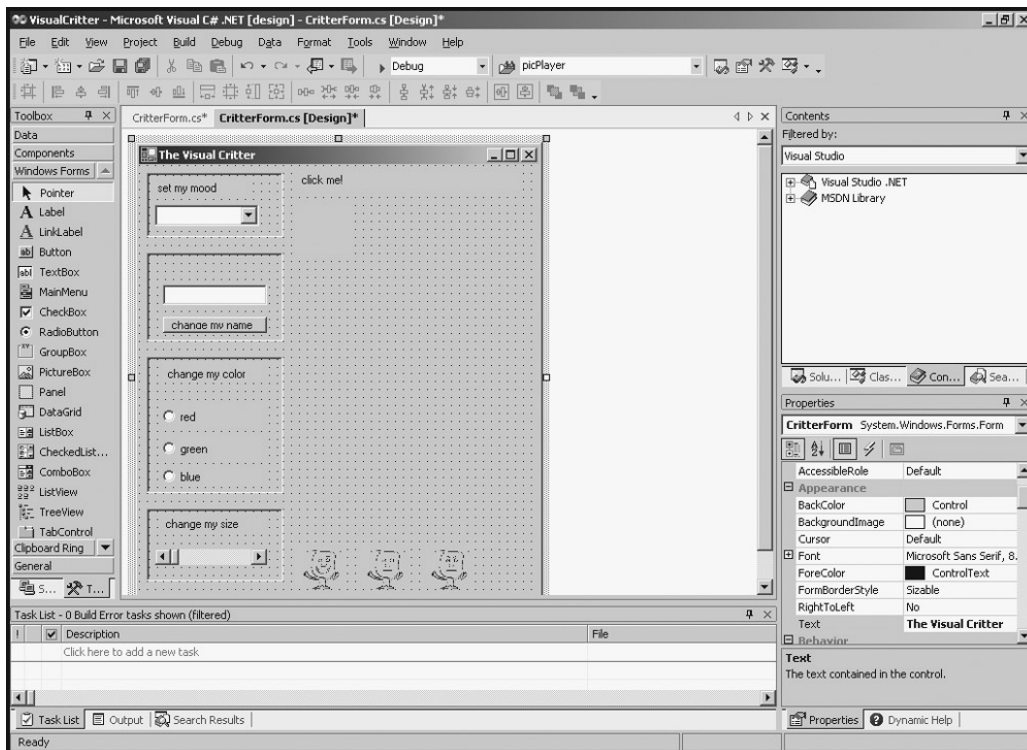 VisualCritter - Microsoft Visual C# .NET [design] - CritterForm.cs [Design]*
File Edit View Project Build Debug Data Format Tools Window Help
Debug picPlayer
Toolbox
Data
Components
Windows Forms
Pointer
Label
LinkLabel
Button
TextBox
MainMenu
CheckBox
RadioButton
GroupBox
PictureBox
Panel
DataGrid
ListBox
CheckedList...
ComboBox
ListView
TreeView
TabControl
Clipboard Ring
General
S... T...
CritterForm.cs* CritterForm.cs [Design]*
The Visual Critter
set my mood
click me!
change my name
change my color
red
green
blue
change my size
Contents
Filtered by:
Visual Studio
Visual Studio .NET
MSDN Library
Solu... Clas... Con... Sea...
Properties
CritterForm System.Windows.Forms.Form
AccessibleRole Default
Appearance
BackColor Control
BackgroundImage (none)
Cursor Default
Font Microsoft Sans Serif, 8.
ForeColor ControlText
FormBorderStyle Sizable
RightToLeft No
Text The Visual Critter
Behavior
Text
The text contained in the control.
Properties Dynamic Help
Task List - 0 Build Error tasks shown (filtered)
! Description File
Click here to add a new task
Task List Output Search Results
Ready